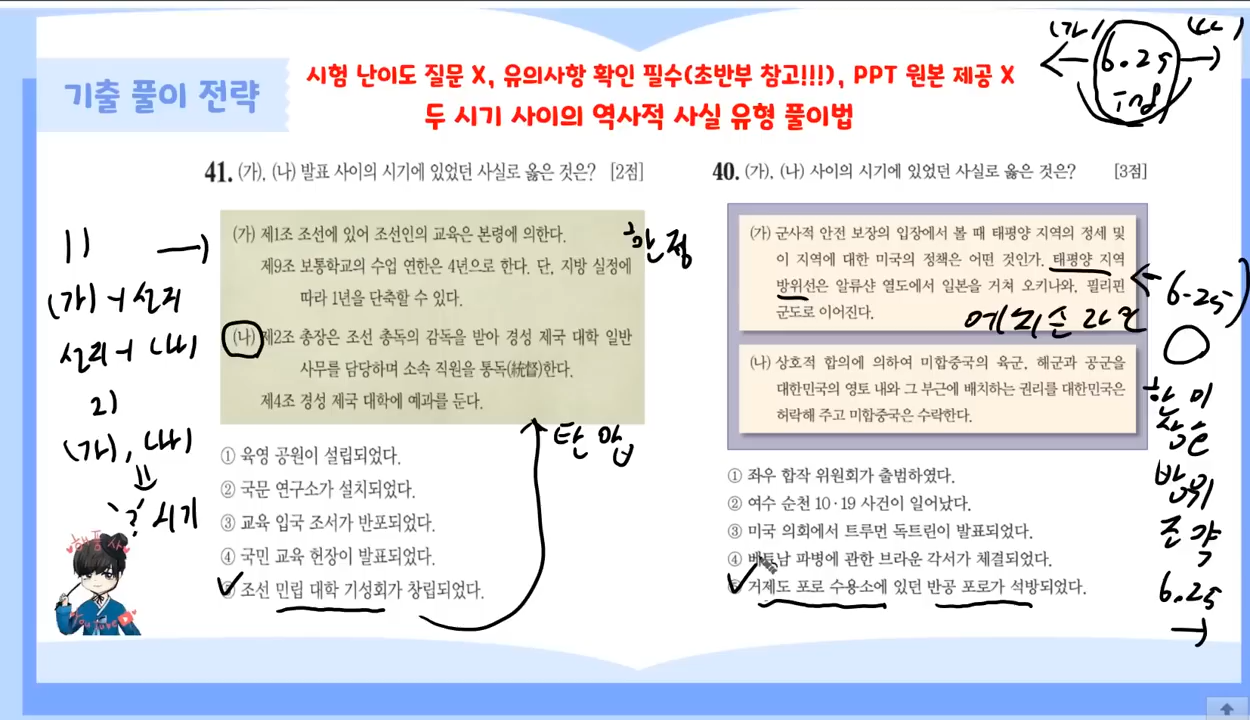 기출 풀이 전략
시험 난이도 질문 X, 유의사항 확인 필수(초반부 참고!!!), PPT 원본 제공 X
두 시기 사이의 역사적 사실 유형 풀이법
(가)
(나)
6.25
전쟁
41. (가), (나) 발표 사이의 시기에 있었던 사실로 옳은 것은? [2점]
(가) 제1조 조선에 있어 조선인의 교육은 본령에 의한다.
제9조 보통학교의 수업 연한은 4년으로 한다. 단, 지방 실정에
따라 1년을 단축할 수 있다.
(나) 제2조 총장은 조선 총독의 감독을 받아 경성 제국 대학 일반
사무를 담당하며 소속 직원을 통독(統督)한다.
제4조 경성 제국 대학에 예과를 둔다.
① 육영 공원이 설립되었다.
② 국문 연구소가 설치되었다.
③ 교육 입국 조서가 반포되었다.
④ 국민 교육 헌장이 발표되었다.
⑤ 조선 민립 대학 기성회가 창립되었다.
1)
(가) → 선지
선지 → (나)
2)
(가), (나)
'?' 시기
탄압
해품사
YouTube
40. (가), (나) 사이의 시기에 있었던 사실로 옳은 것은? [3점]
(가) 군사적 안전 보장의 입장에서 볼 때 태평양 지역의 정세 및
이 지역에 대한 미국의 정책은 어떤 것인가. 태평양 지역
방위선은 알류샨 열도에서 일본을 거쳐 오키나와, 필리핀
군도로 이어진다.
(나) 상호적 합의에 의하여 미합중국의 육군, 해군과 공군을
대한민국의 영토 내와 그 부근에 배치하는 권리를 대한민국은
허락해 주고 미합중국은 수락한다.
① 좌우 합작 위원회가 출범하였다.
② 여수 순천 10·19 사건이 일어났다.
③ 미국 의회에서 트루먼 독트린이 발표되었다.
④ 베트남 파병에 관한 브라운 각서가 체결되었다.
⑤ 거제도 포로 수용소에 있던 반공 포로가 석방되었다.
애치슨 라인
6.25
한미
상호
방위
조약
6.25